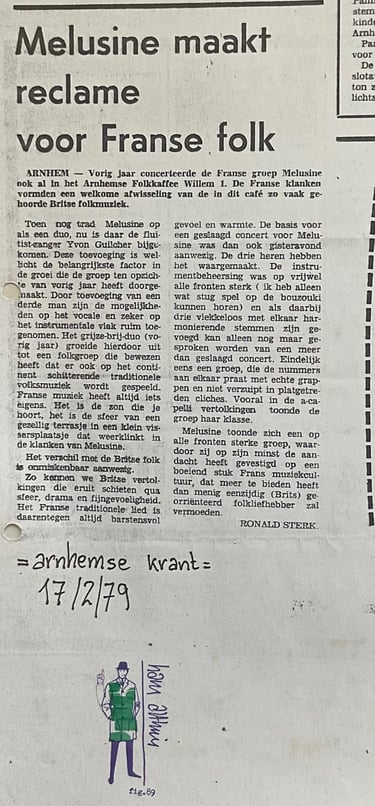 Melusine maakt
reclame
voor Franse folk
ARNHEM — Vorig jaar concerteerde de Franse groep Melusine
ook al in het Arnhemse Folkkaffee Willem I. De Franse klanken
vormden een welkome afwisseling van de in dit café zo vaak ge-
hoorde Britse folkmuziek.
Toen nog trad Melusine op
als een duo, nu is daar de flui-
tist-zanger Yvon Guilcher bijge-
komen. Deze toevoeging is wel-
licht de belangrijkste factor in
de groei die de groep ten opzich-
te van vorig jaar heeft doorge-
maakt. Door toevoeging van een
derde man zijn de mogelijkhe-
den op het vocale en zeker op
het instrumentale vlak ruim toe-
genomen. Het grijze-brij-duo (vo-
rig jaar) groeide hierdoor uit
tot een folkgroep die bewezen
heeft dat er ook op het conti-
nent schitterende traditionele
volksmuziek wordt gespeeld.
Franse muziek heeft altijd iets
eigens. Het is de zon die je
hoort, het is de sfeer van een
gezellig terrasje in een klein vis-
sersplaatsje dat weerklinkt in
de klanken van Melusine.
Het verschil met de Britse folk
is onmiskenbaar aanwezig.
Zo kennen we Britse vertol-
kingen die eruit schieten qua
sfeer, drama en fijngevoeligheid.
Het Franse traditionele lied is
daarentegen altijd barstensvol
gevoel en warmte. De basis voor
een geslaagd concert voor Melu-
sine was dan ook gisteravond
aanwezig. De drie heren hebben
het waargemaakt. De instru-
mentbeheersing was op vrijwel
alle fronten sterk ( ik heb alleen
wat stug spel op de bouzouki
kunnen horen) en als daarbij
drie vlekkeloos met elkaar har-
monierende stemmen zijn ge-
voegd kan alleen nog maar ge-
sproken worden van een meer
dan geslaagd concert. Eindelijk
eens een groep, die de nummers
aan elkaar praat met echte grap-
pen en niet verzuipt in platgetre-
den cliches. Vooral in de a-ca-
pella vertolkingen toonde de
groep haar klasse.
Melusine toonde zich een op
alle fronten sterke groep, waar-
door zij op zijn minst de aan-
dacht heeft gevestigd op een
boeiend stuk Frans muziekcul-
tuur, dat meer te bieden heeft
dan menig eenzijdig (Brits) ge-
orriënteerd folkliefhebber zal
vermoeden.
RONALD STERK
=arnhemse krant=
17/2/79
fig.89